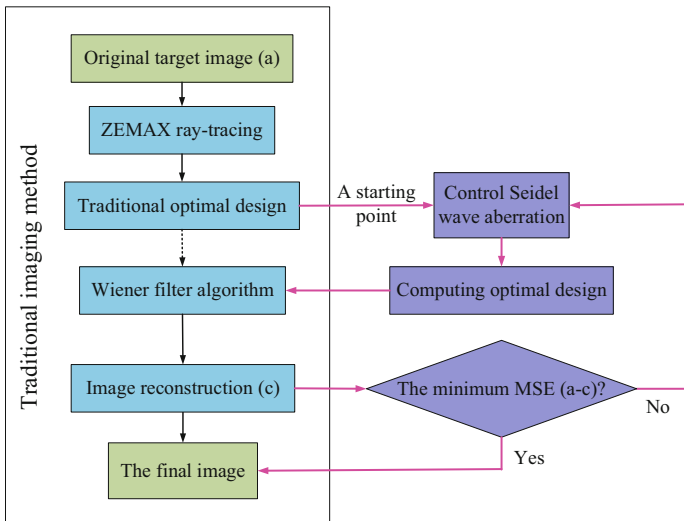 Traditional imaging method
Original target image (a)
ZEMAX ray-tracing
Traditional optimal design
A starting
point
Control Seidel
wave aberration
Wiener filter algorithm
Computing optimal design
Image reconstruction (c)
The minimum MSE (a-c)?
No
Yes
The final image